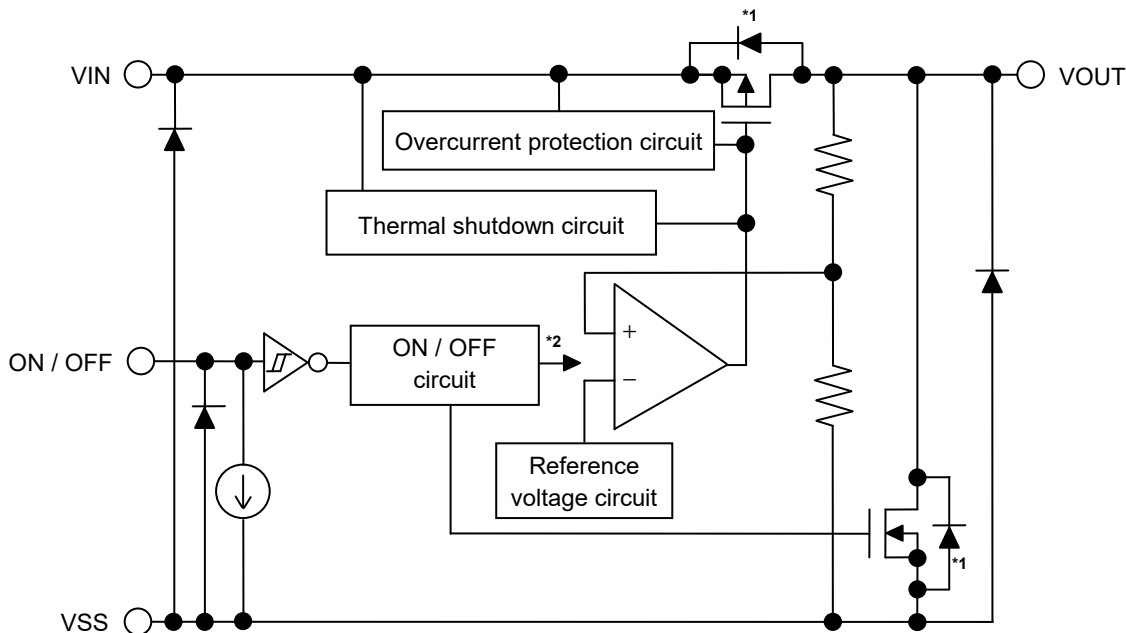 *1
VIN
VOUT
Overcurrent protection circuit
Thermal shutdown circuit
+
ON / OFF
ON / OFF
circuit
*2
−
Reference
voltage circuit
*1
VSS